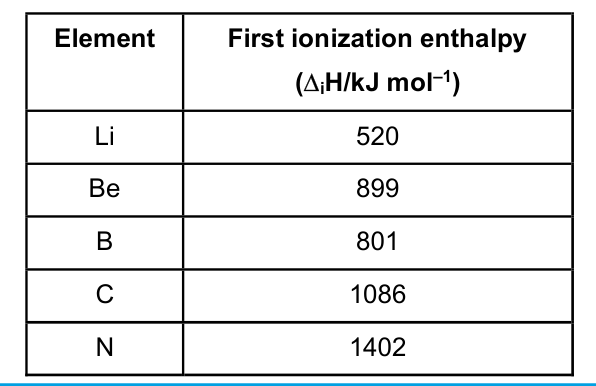 Element First ionization enthalpy
(ΔᵢH/kJ mol⁻¹)
Li 520
Be 899
B 801
C 1086
N 1402